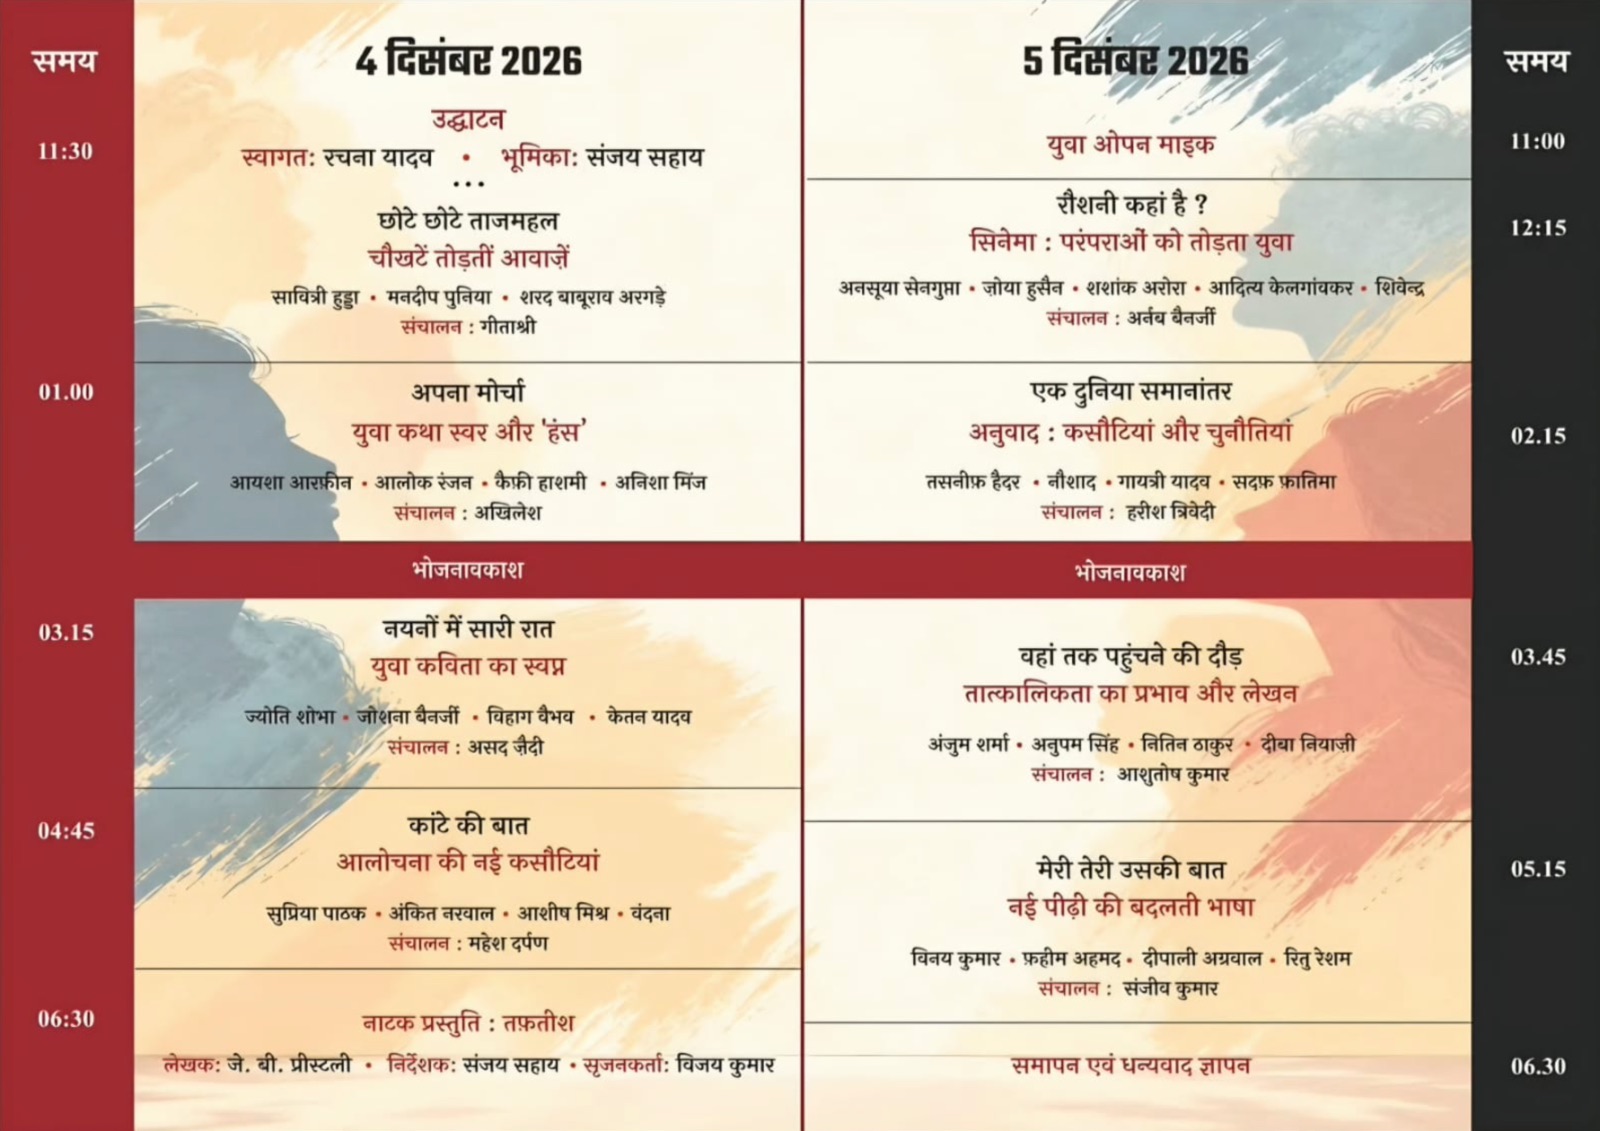 समय
4 दिसंबर 2026
11:30
उद्घाटन
स्वागत: रचना यादव • भूमिका: संजय सहाय
•••
छोटे छोटे ताजमहल
चौखटें तोड़तीं आवाज़ें
सावित्री हुड्डा • मनदीप पुनिया • शरद बाबूराव अरगड़े
संचालन : गीताश्री
01.00
अपना मोर्चा
युवा कथा स्वर और 'हंस'
आयशा आरफ़ीन • आलोक रंजन • कैफ़ी हाशमी • अनिशा मिंज
संचालन : अखिलेश
भोजनावकाश
03.15
नयनों में सारी रात
युवा कविता का स्वप्न
ज्योति शोभा • जोशना बैनर्जी • विहाग वैभव • केतन यादव
संचालन : असद ज़ैदी
04:45
कांटे की बात
आलोचना की नई कसौटियां
सुप्रिया पाठक • अंकित नरवाल • आशीष मिश्र • वंदना
संचालन : महेश दर्पण
06:30
नाटक प्रस्तुति : तफ़तीश
लेखक: जे. बी. प्रीस्टली • निर्देशक: संजय सहाय • सृजनकर्ता: विजय कुमार
5 दिसंबर 2026
समय
युवा ओपन माइक
11:00
रौशनी कहां है ?
12:15
सिनेमा : परंपराओं को तोड़ता युवा
अनसूया सेनगुप्ता • ज़ोया हुसैन • शशांक अरोरा • आदित्य केलगांवकर • शिवेन्द्र
संचालन : अर्नब बैनर्जी
एक दुनिया समानांतर
अनुवाद : कसौटियां और चुनौतियां
02.15
तसनीफ़ हैदर • नौशाद • गायत्री यादव • सदफ़ फ़ातिमा
संचालन : हरीश त्रिवेदी
भोजनावकाश
वहां तक पहुंचने की दौड़
03.45
तात्कालिकता का प्रभाव और लेखन
अंजुम शर्मा • अनुपम सिंह • नितिन ठाकुर • दीबा नियाज़ी
संचालन : आशुतोष कुमार
मेरी तेरी उसकी बात
05.15
नई पीढ़ी की बदलती भाषा
विनय कुमार • फ़हीम अहमद • दीपाली अग्रवाल • रितु रेशम
संचालन : संजीव कुमार
समापन एवं धन्यवाद ज्ञापन
06.30